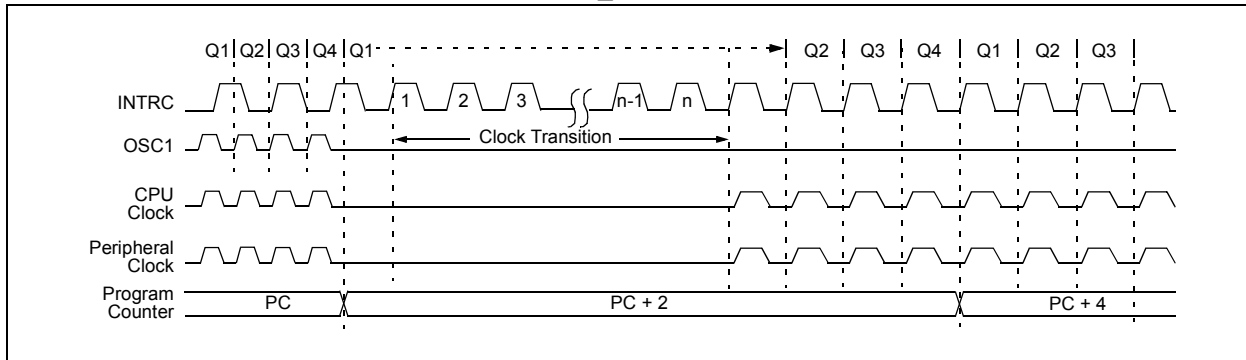 Q1 Q2 Q3 Q4 Q1 Q2 Q3 Q4 Q1 Q2 Q3
INTRC 1 2 3 n-1 n
Clock Transition
OSC1
CPU
Clock
Peripheral
Clock
Program
Counter
PC PC + 2 PC + 4